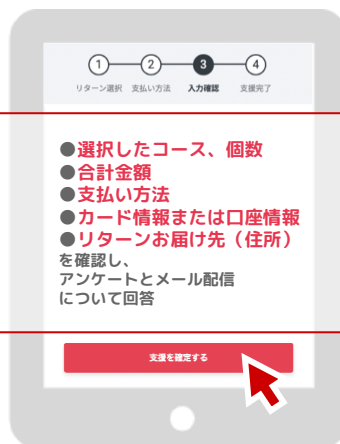 1 2 3 4
リターン選択 支払い方法 入力確認 支援完了
●選択したコース、個数
●合計金額
●支払い方法
●カード情報または口座情報
●リターンお届け先（住所）
を確認し、
アンケートとメール配信
について回答
支援を確定する